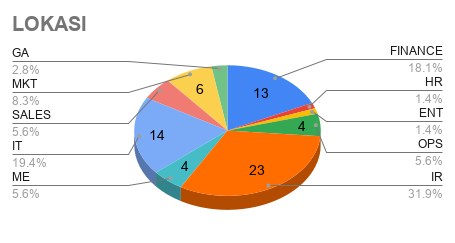 LOKASI
GA
2.8%
MKT
8.3%
SALES
5.6%
IT
19.4%
ME
5.6%
FINANCE
18.1%
HR
1.4%
ENT
1.4%
OPS
5.6%
IR
31.9%
13
4
23
4
14
6